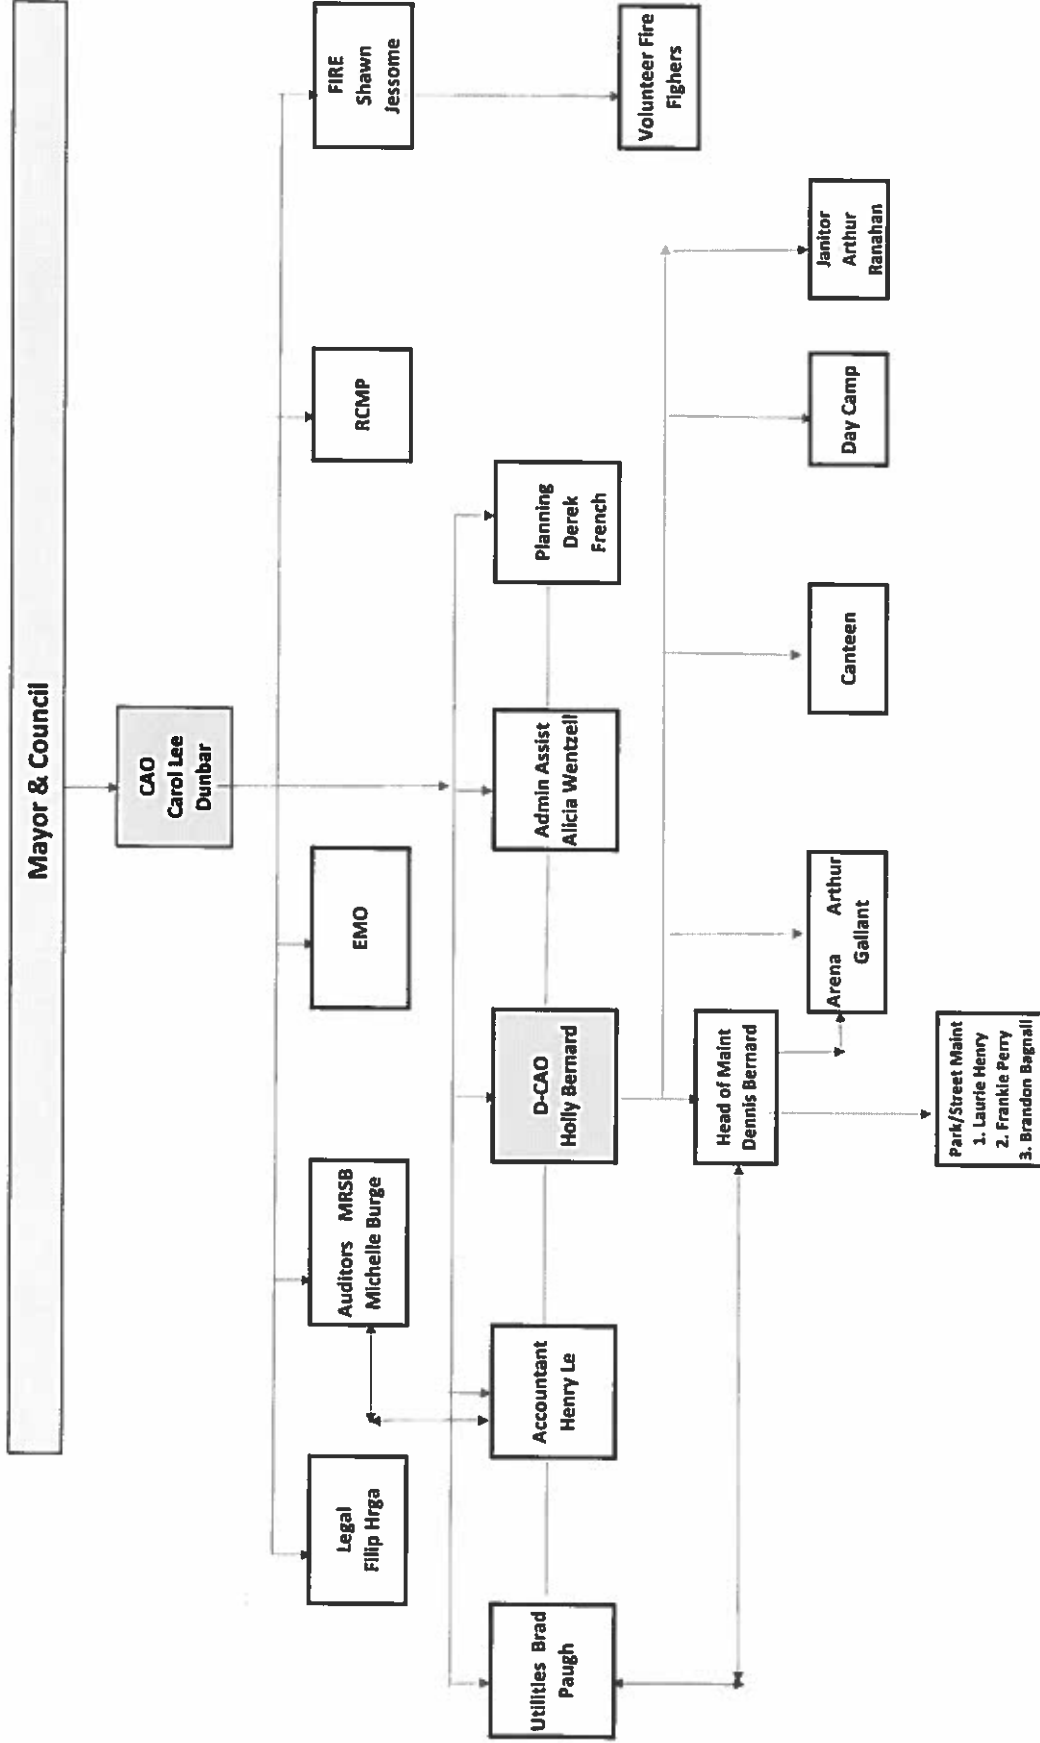 Mayor & Council
CAO
Carol Lee
Dunbar
Legal
Filip Hrga
Auditors MRSB
Michelle Burge
EMO
RCMP
FIRE
Shawn
Jessome
Utilities Brad
Paugh
Accountant
Henry Le
D-CAO
Holly Bernard
Admin Assist
Alicia Wentzell
Planning
Derek
French
Volunteer Fire
Fighers
Head of Maint
Dennis Bernard
Arena Arthur
Gallant
Canteen
Day Camp
Janitor
Arthur
Ranahan
Park/Street Maint
1. Laurie Henry
2. Frankie Perry
3. Brandon Bagnall